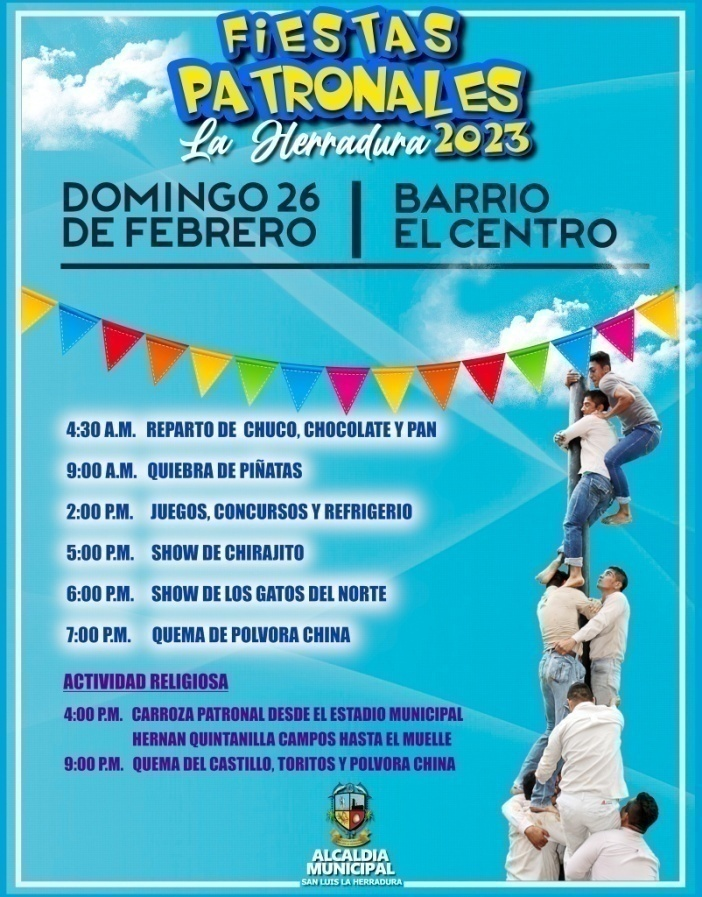 FIESTAS
PATRONALES
La Herradura 2023
DOMINGO 26
DE FEBRERO
BARRIO
EL CENTRO
4:30 A.M. REPARTO DE CHUCO, CHOCOLATE Y PAN
9:00 A.M. QUIEBRA DE PIÑATAS
2:00 P.M. JUEGOS, CONCURSOS Y REFRIGERIO
5:00 P.M. SHOW DE CHIRAJITO
6:00 P.M. SHOW DE LOS GATOS DEL NORTE
7:00 P.M. QUEMA DE POLVORA CHINA
ACTIVIDAD RELIGIOSA
4:00 P.M. CARROZA PATRONAL DESDE EL ESTADIO MUNICIPAL
HERNAN QUINTANILLA CAMPOS HASTA EL MUELLE
9:00 P.M. QUEMA DEL CASTILLO, TORITOS Y POLVORA CHINA
ALCALDIA
MUNICIPAL
SAN LUIS LA HERRADURA